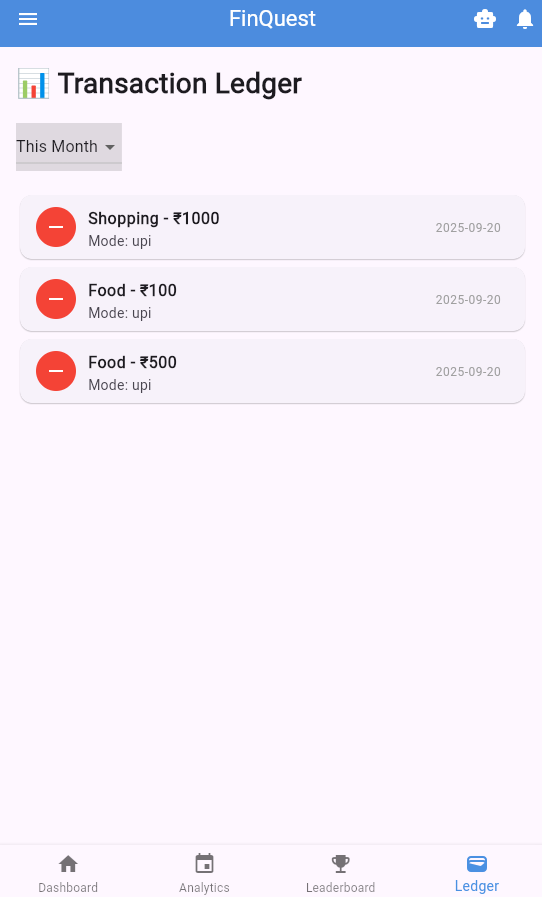 FinQuest
📊 Transaction Ledger
This Month
Shopping - ₹1000
Mode: upi
2025-09-20
Food - ₹100
Mode: upi
2025-09-20
Food - ₹500
Mode: upi
2025-09-20
Dashboard
Analytics
Leaderboard
Ledger